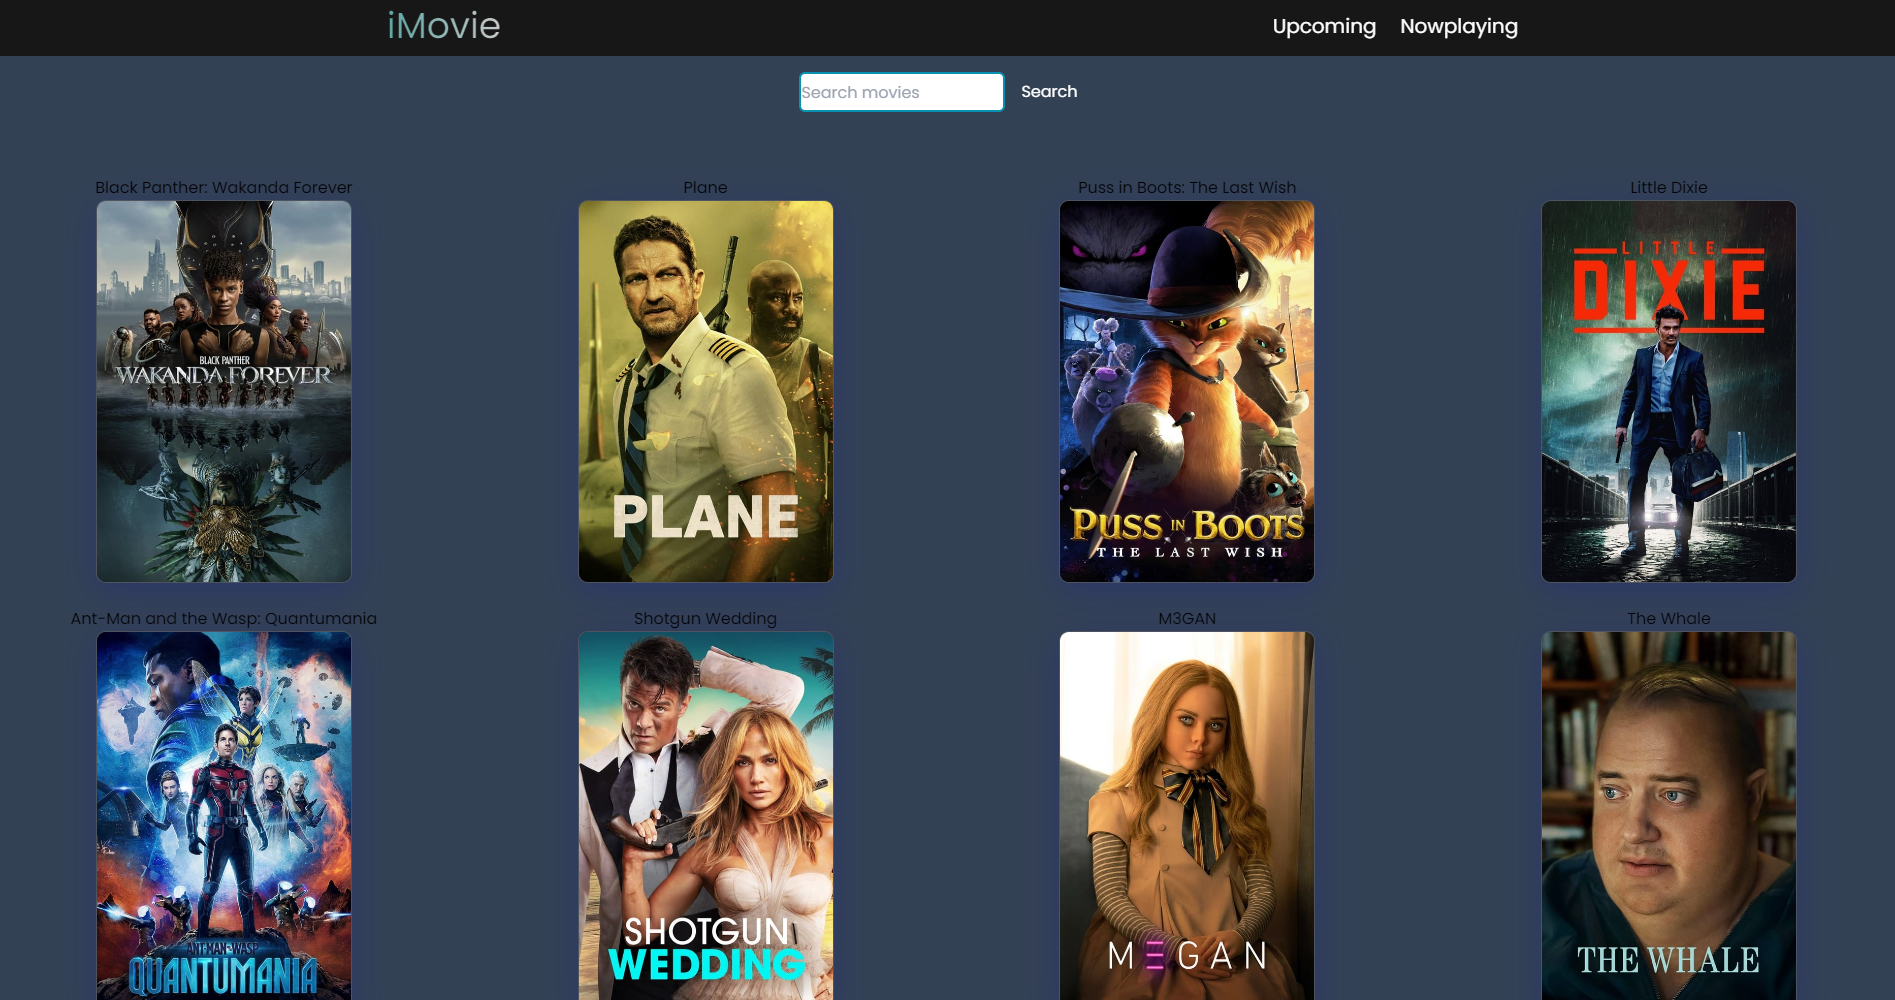 iMovie
Upcoming Nowplaying
Search movies Search
Black Panther: Wakanda Forever
Plane
Puss in Boots: The Last Wish
Little Dixie
BLACK PANTHER
WAKANDA FOREVER
PLANE
PUSS IN BOOTS
THE LAST WISH
LITTLE
DIXIE
Ant-Man and the Wasp: Quantumania
Shotgun Wedding
M3GAN
The Whale
ANT-MAN AND THE WASP
QUANTUMANIA
SHOTGUN
WEDDING
M3GAN
THE WHALE